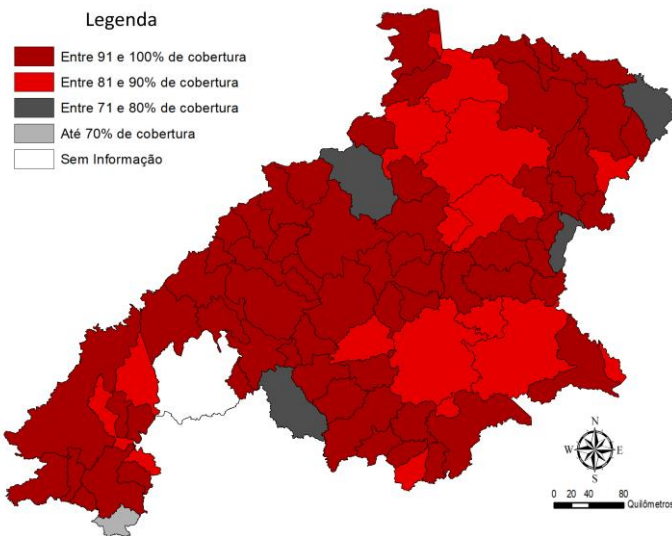 Legenda
Entre 91 e 100% de cobertura
Entre 81 e 90% de cobertura
Entre 71 e 80% de cobertura
Até 70% de cobertura
Sem Informação
N
W E
S
0 20 40 80
Quilômetros